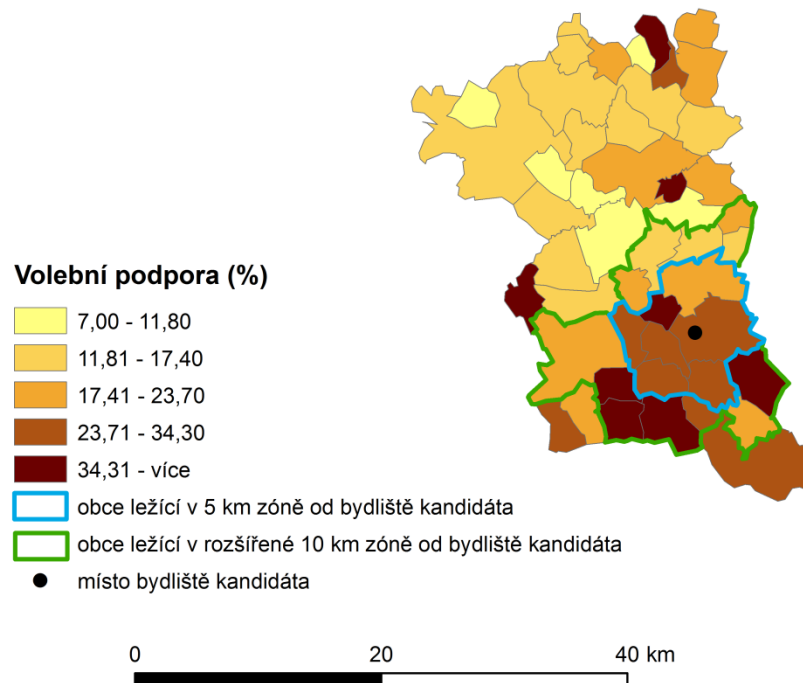 Volební podpora (%)
7,00 - 11,80
11,81 - 17,40
17,41 - 23,70
23,71 - 34,30
34,31 - více
obce ležící v 5 km zóně od bydliště kandidáta
obce ležící v rozšířené 10 km zóně od bydliště kandidáta
místo bydliště kandidáta
0 20 40 km